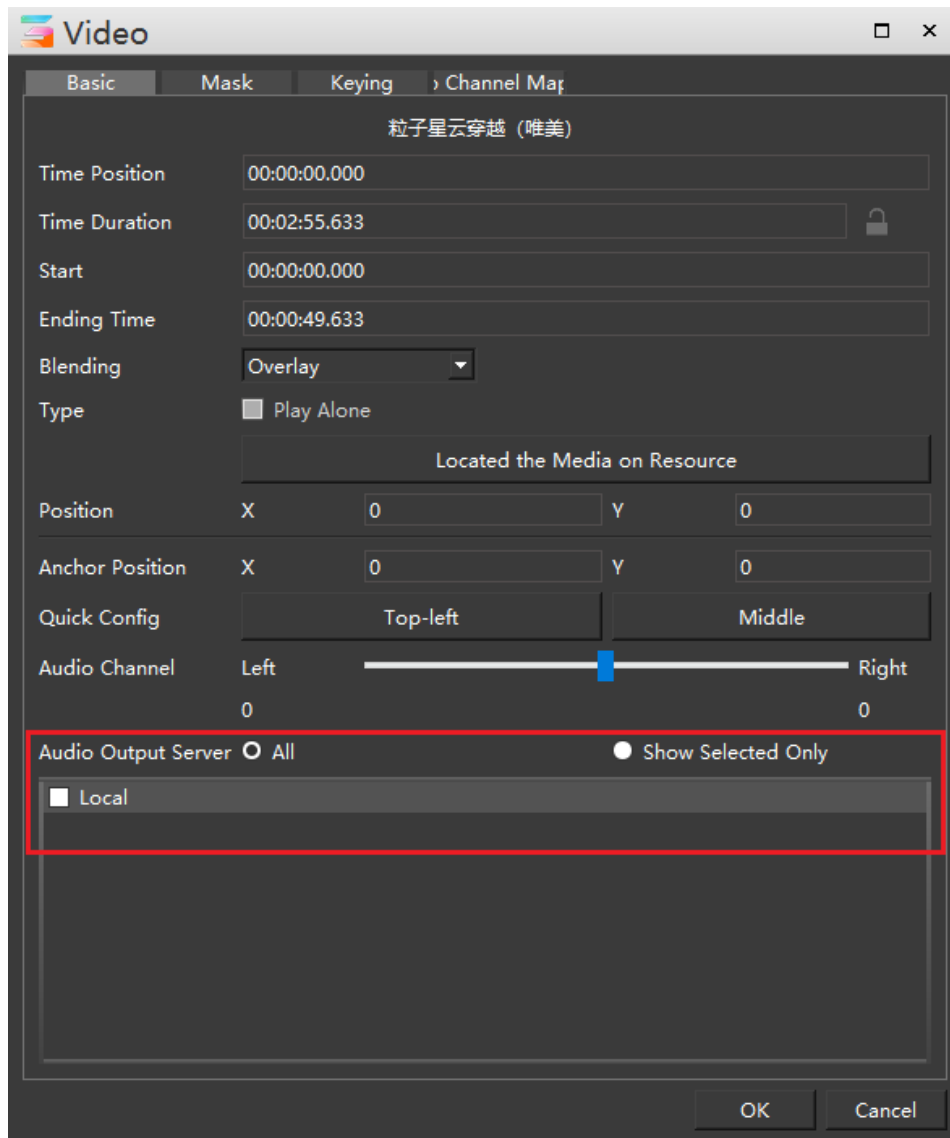 Video
Basic Mask Keying Channel Map
粒子星云穿越（唯美）
Time Position 00:00:00.000
Time Duration 00:02:55.633
Start 00:00:00.000
Ending Time 00:00:49.633
Blending Overlay
Type Play Alone
Located the Media on Resource
Position X 0 Y 0
Anchor Position X 0 Y 0
Quick Config Top-left Middle
Audio Channel Left Right
0 0
Audio Output Server All Show Selected Only
Local
OK Cancel